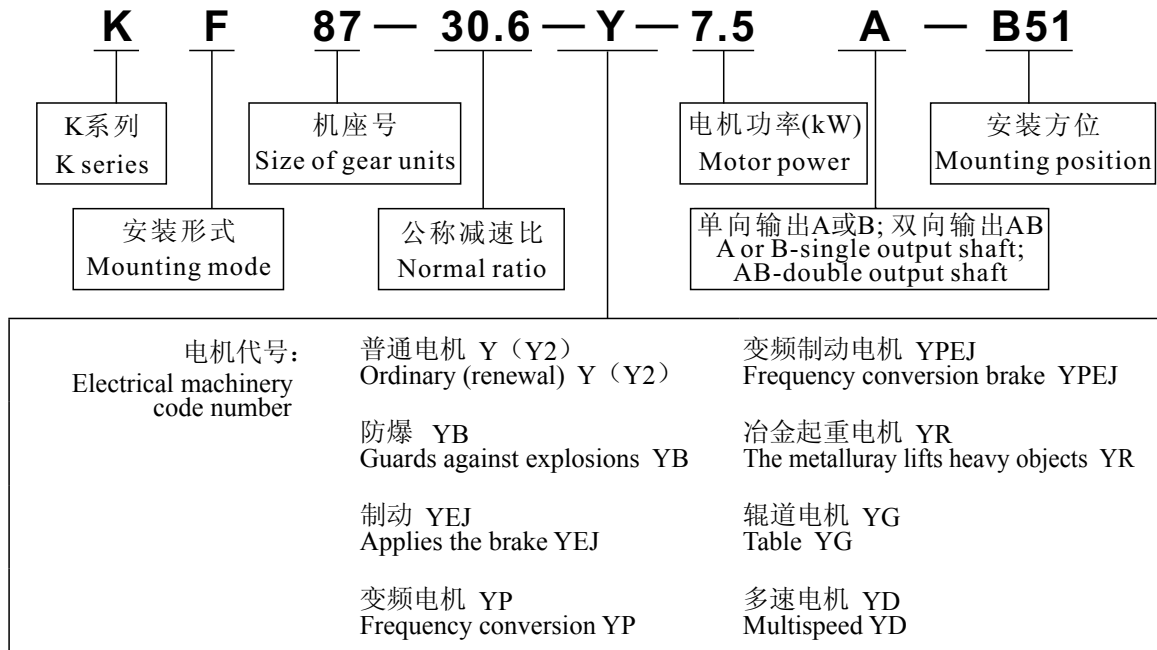 K F 87 — 30.6 — Y — 7.5 A — B51
K系列
K series
机座号
Size of gear units
电机功率(kW)
Motor power
安装方位
Mounting position
安装形式
Mounting mode
公称减速比
Normal ratio
单向输出A或B; 双向输出AB
A or B-single output shaft;
AB-double output shaft
电机代号:
Electrical machinery
code number
普通电机 Y（Y2）
Ordinary (renewal) Y（Y2）
防爆 YB
Guards against explosions YB
制动 YEJ
Applies the brake YEJ
变频电机 YP
Frequency conversion YP
变频制动电机 YPEJ
Frequency conversion brake YPEJ
冶金起重电机 YR
The metalluray lifts heavy objects YR
辊道电机 YG
Table YG
多速电机 YD
Multispeed YD